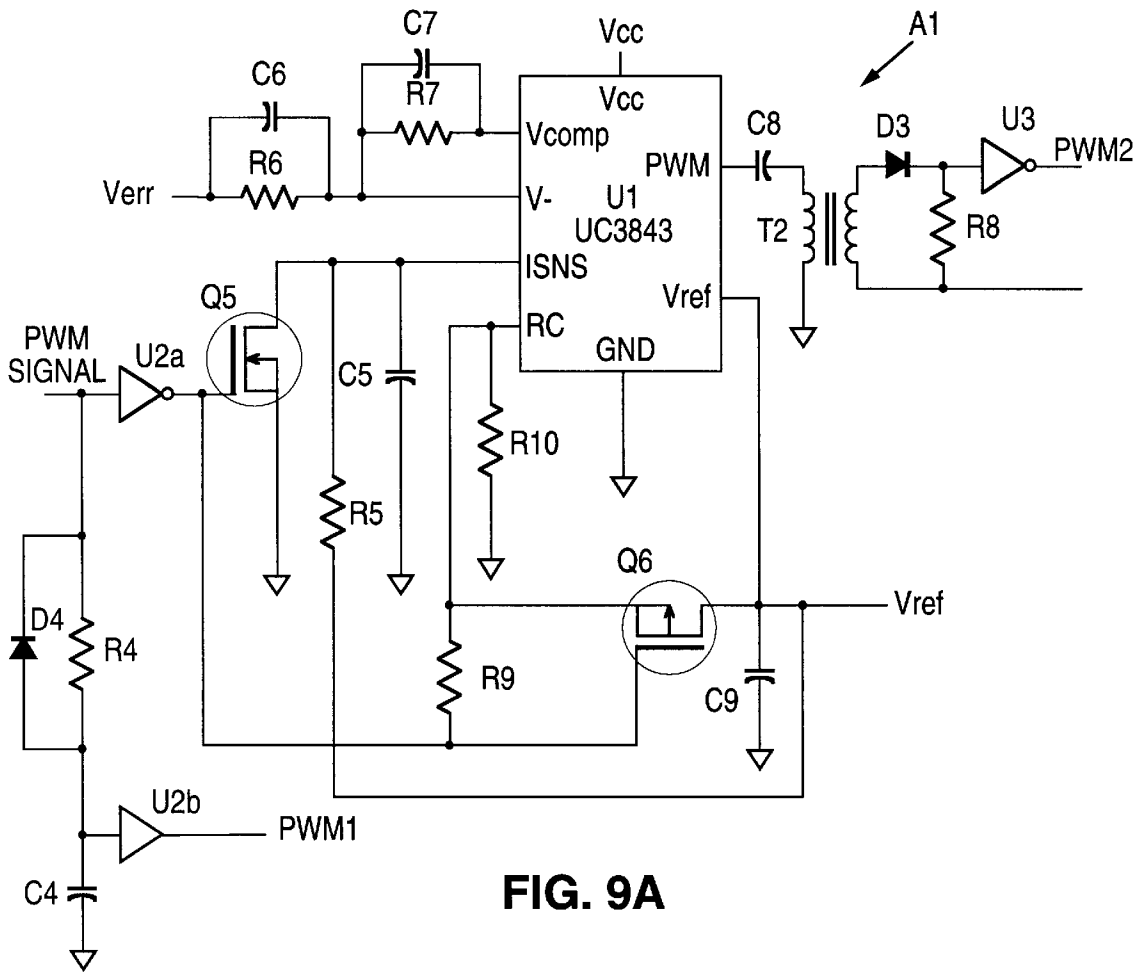 C7
Vcc
A1
C6
R7
Vcc
Vcomp
C8
D3
U3
PWM2
R6
PWM
Verr
V-
U1
UC3843
T2
R8
ISNS
Q5
Vref
RC
PWM
SIGNAL
U2a
GND
C5
R10
R5
Q6
Vref
D4
R4
R9
C9
U2b
PWM1
C4
FIG. 9A